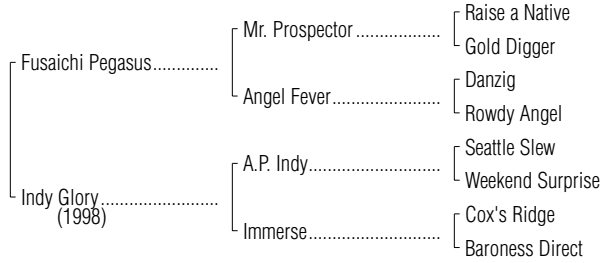 Raise a Native
Mr. Prospector ..................
Gold Digger
Fusaichi Pegasus..............
Danzig
Angel Fever.......................
Rowdy Angel
Seattle Slew
A.P. Indy............................
Weekend Surprise
Indy Glory.........................
(1998)
Cox's Ridge
Immerse............................
Baroness Direct